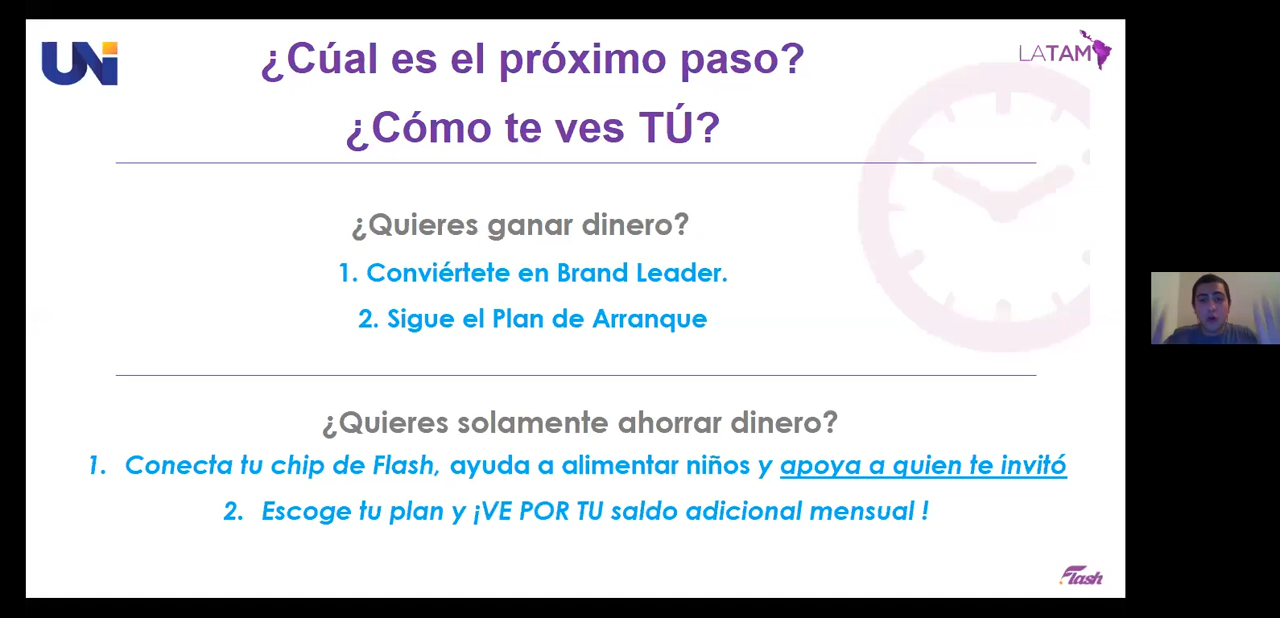 UNi
¿Cúal es el próximo paso?
LATAM
¿Cómo te ves TÚ?
¿Quieres ganar dinero?
1. Conviértete en Brand Leader.
2. Sigue el Plan de Arranque
¿Quieres solamente ahorrar dinero?
1. Conecta tu chip de Flash, ayuda a alimentar niños y apoya a quien te invitó
2. Escoge tu plan y ¡VE POR TU saldo adicional mensual !
Flash